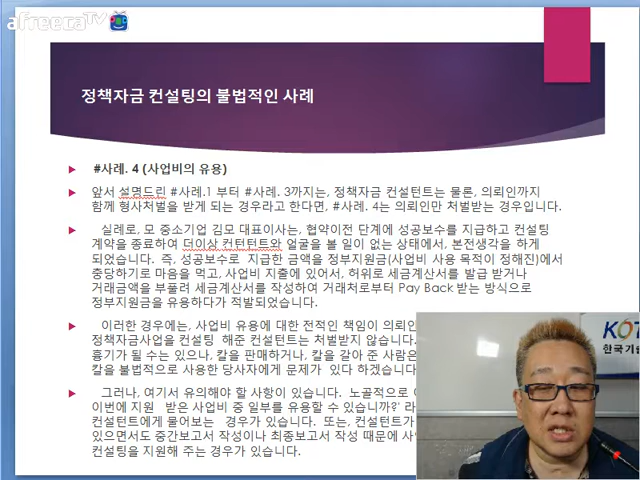 afreecaTV
정책자금 컨설팅의 불법적인 사례
#사례. 4 (사업비의 유용)
앞서 설명드린 #사례.1 부터 #사례. 3까지는, 정책자금 컨설턴트는 물론, 의뢰인까지
함께 형사처벌을 받게 되는 경우라고 한다면, #사례. 4는 의뢰인만 처벌받는 경우입니다.
실례로, 모 중소기업 김모 대표이사는, 협약이전 단계에 성공보수를 지급하고 컨설팅
계약을 종료하여 더이상 컨턴턴트와 얼굴을 볼 일이 없는 상태에서, 본전생각을 하게
되었습니다. 즉, 성공보수로 지급한 금액을 정부지원금(사업비 사용 목적이 정해진)에서
충당하기로 마음을 먹고, 사업비 지출에 있어서, 허위로 세금계산서를 발급 받거나
거래금액을 부풀려 세금계산서를 작성하여 거래처로부터 Pay Back 받는 방식으로
정부지원금을 유용하다가 적발되었습니다.
이러한 경우에는, 사업비 유용에 대한 전적인 책임이 의뢰인
정책자금사업을 컨설팅 해준 컨설턴트는 처벌받지 않습니다.
흉기가 될 수는 있으나, 칼을 판매하거나, 칼을 갈아 준 사람은
칼을 불법적으로 사용한 당사자에게 문제가 있다 하겠습니다
그러나, 여기서 유의해야 할 사항이 있습니다. 노골적으로
이번에 지원 받은 사업비 중 일부를 유용할 수 있습니까?' 라
컨설턴트에게 물어보는 경우가 있습니다. 또는, 컨설턴트가
있으면서도 중간보고서 작성이나 최종보고서 작성 때문에
컨설팅을 지원해 주는 경우가 있습니다.
한국기